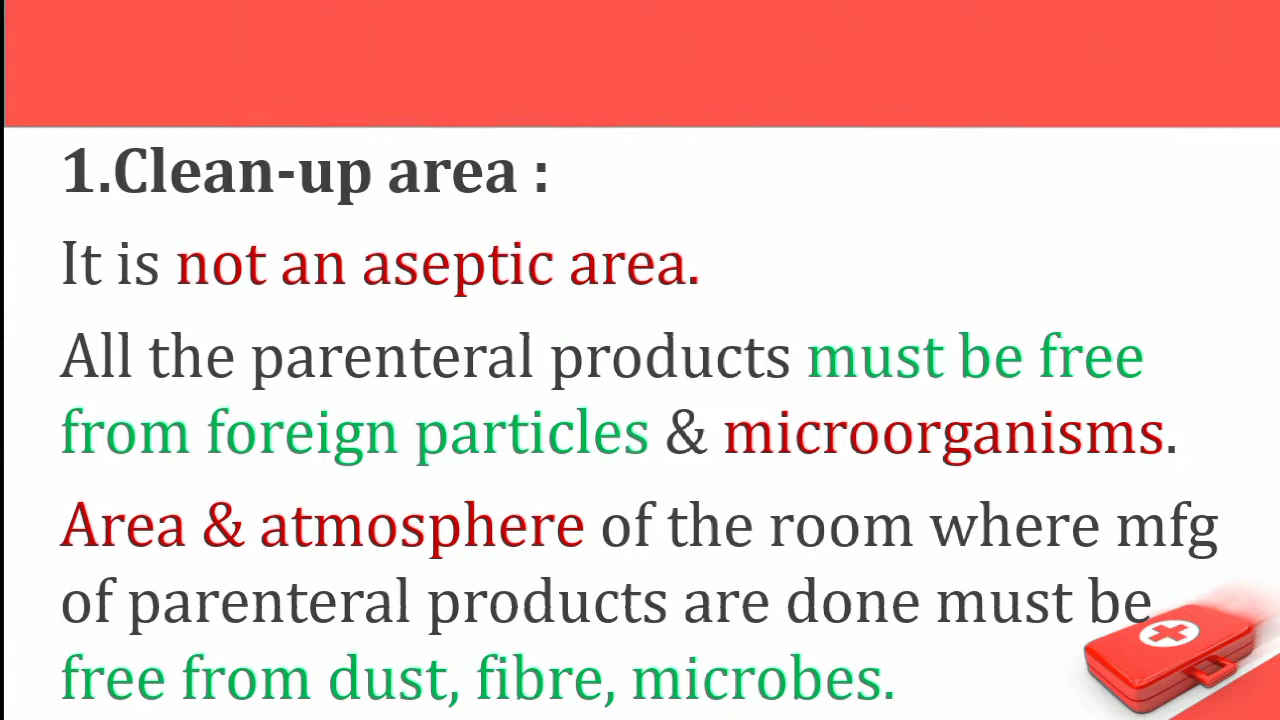 1.Clean-up area :
It is not an aseptic area.
All the parenteral products must be free
from foreign particles & microorganisms.
Area & atmosphere of the room where mfg
of parenteral products are done must be
free from dust, fibre, microbes.